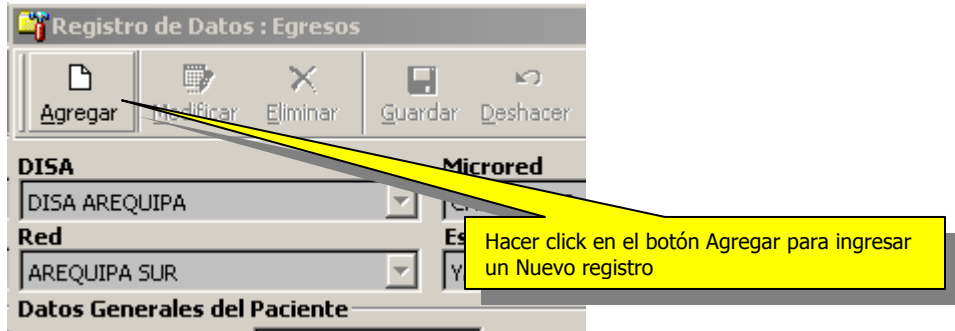 Registro de Datos : Egresos
Agregar Modificar Eliminar Guardar Deshacer
DISA Microred
DISA AREQUIPA
Red
AREQUIPA SUR
Hacer click en el botón Agregar para ingresar
un Nuevo registro
Datos Generales del Paciente